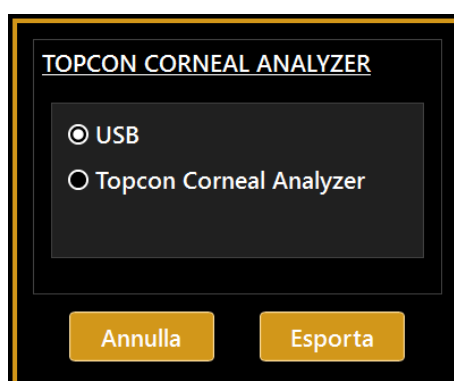 TOPCON CORNEAL ANALYZER
USB
Topcon Corneal Analyzer
Annulla Esporta